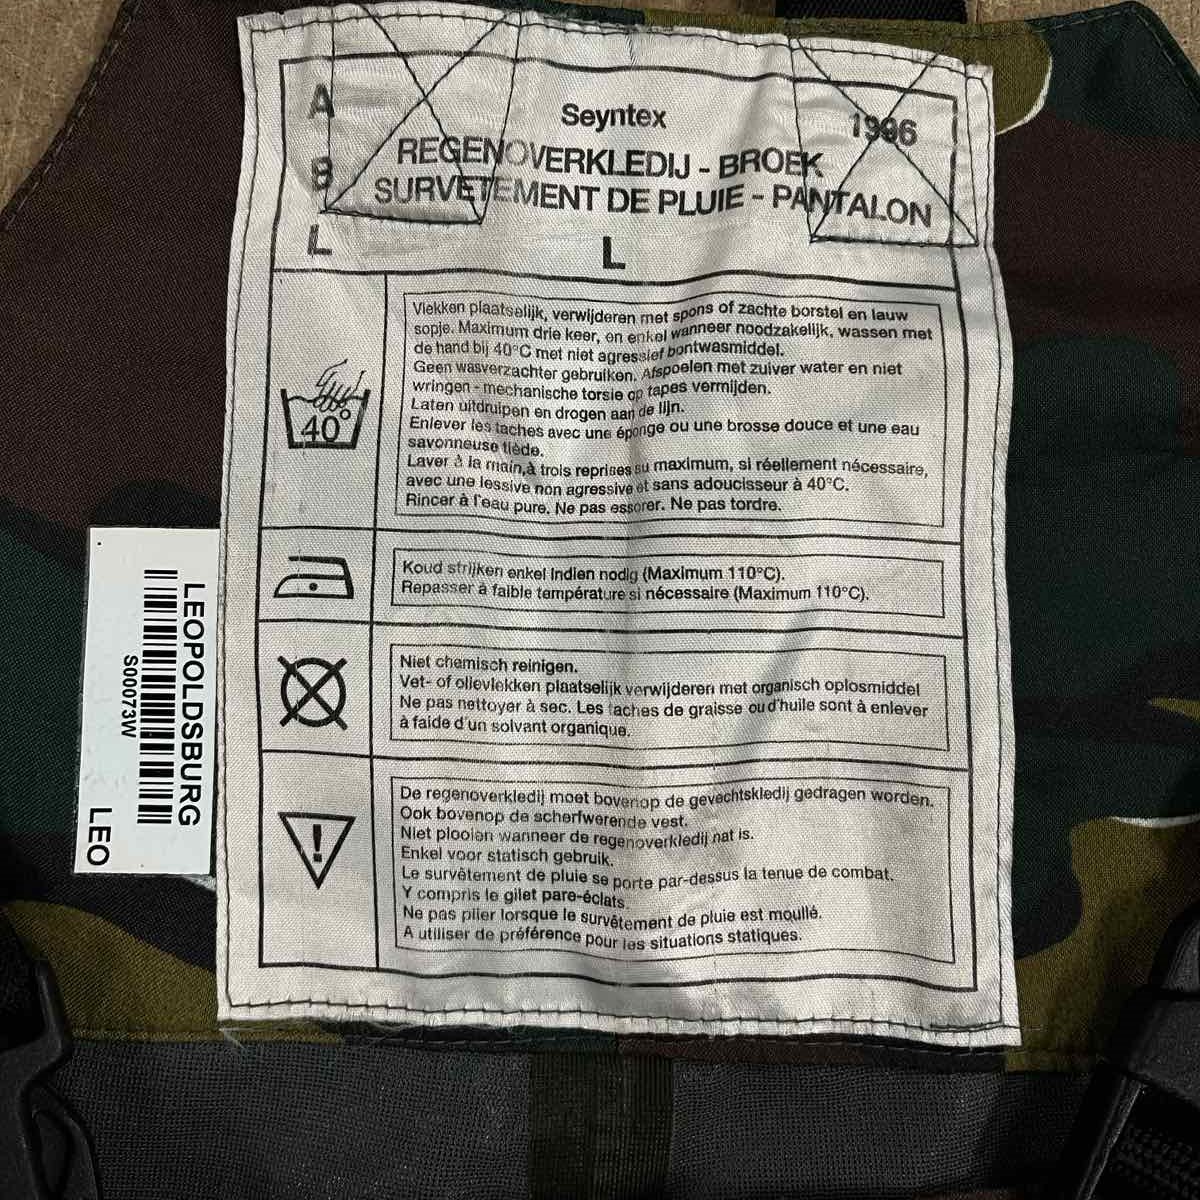 A
B
L
Seyntex
1996
REGENOVERKLEDIJ - BROEK
SURVETEMENT DE PLUIE - PANTALON
L
Vlekken plaatselijk, verwijderen met spons of zachte borstel en lauw
sopje. Maximum drie keer, en enkel wanneer noodzakelijk, wassen met
de hand bij 40°C met niet agressief bontwasmiddel.
Geen wasverzachter gebruiken. Afspoelen met zuiver water en niet
wringen - mechanische torsie op tapes vermijden.
Laten uitdruipen en drogen aan de lijn.
Enlever les taches avec une éponge ou une brosse douce et une eau
savonneuse tiède.
Laver à la main,à trois reprises au maximum, si réellement nécessaire,
avec une lessive non agressive et sans adoucisseur à 40°C.
Rincer à l'eau pure. Ne pas essorer. Ne pas tordre.
40°
Koud strijken enkel indien nodig (Maximum 110°C).
Repasser à faible température si nécessaire (Maximum 110°C).
Niet chemisch reinigen.
Vet- of olievlekken plaatselijk verwijderen met organisch oplosmiddel
Ne pas nettoyer à sec. Les taches de graisse ou d'huile sont à enlever
à l'aide d'un solvant organique.
De regenoverkledij moet bovenop de gevechtskledij gedragen worden.
Ook bovenop de scherfwerende vest.
Niet plooien wanneer de regenoverkledij nat is.
Enkel voor statisch gebruik.
Le survêtement de pluie se porte par-dessus la tenue de combat.
Y compris le gilet pare-éclats.
Ne pas plier lorsque le survêtement de pluie est mouillé.
A utiliser de préférence pour les situations statiques.
LEOPOLDSBURG
S00073W
LEO